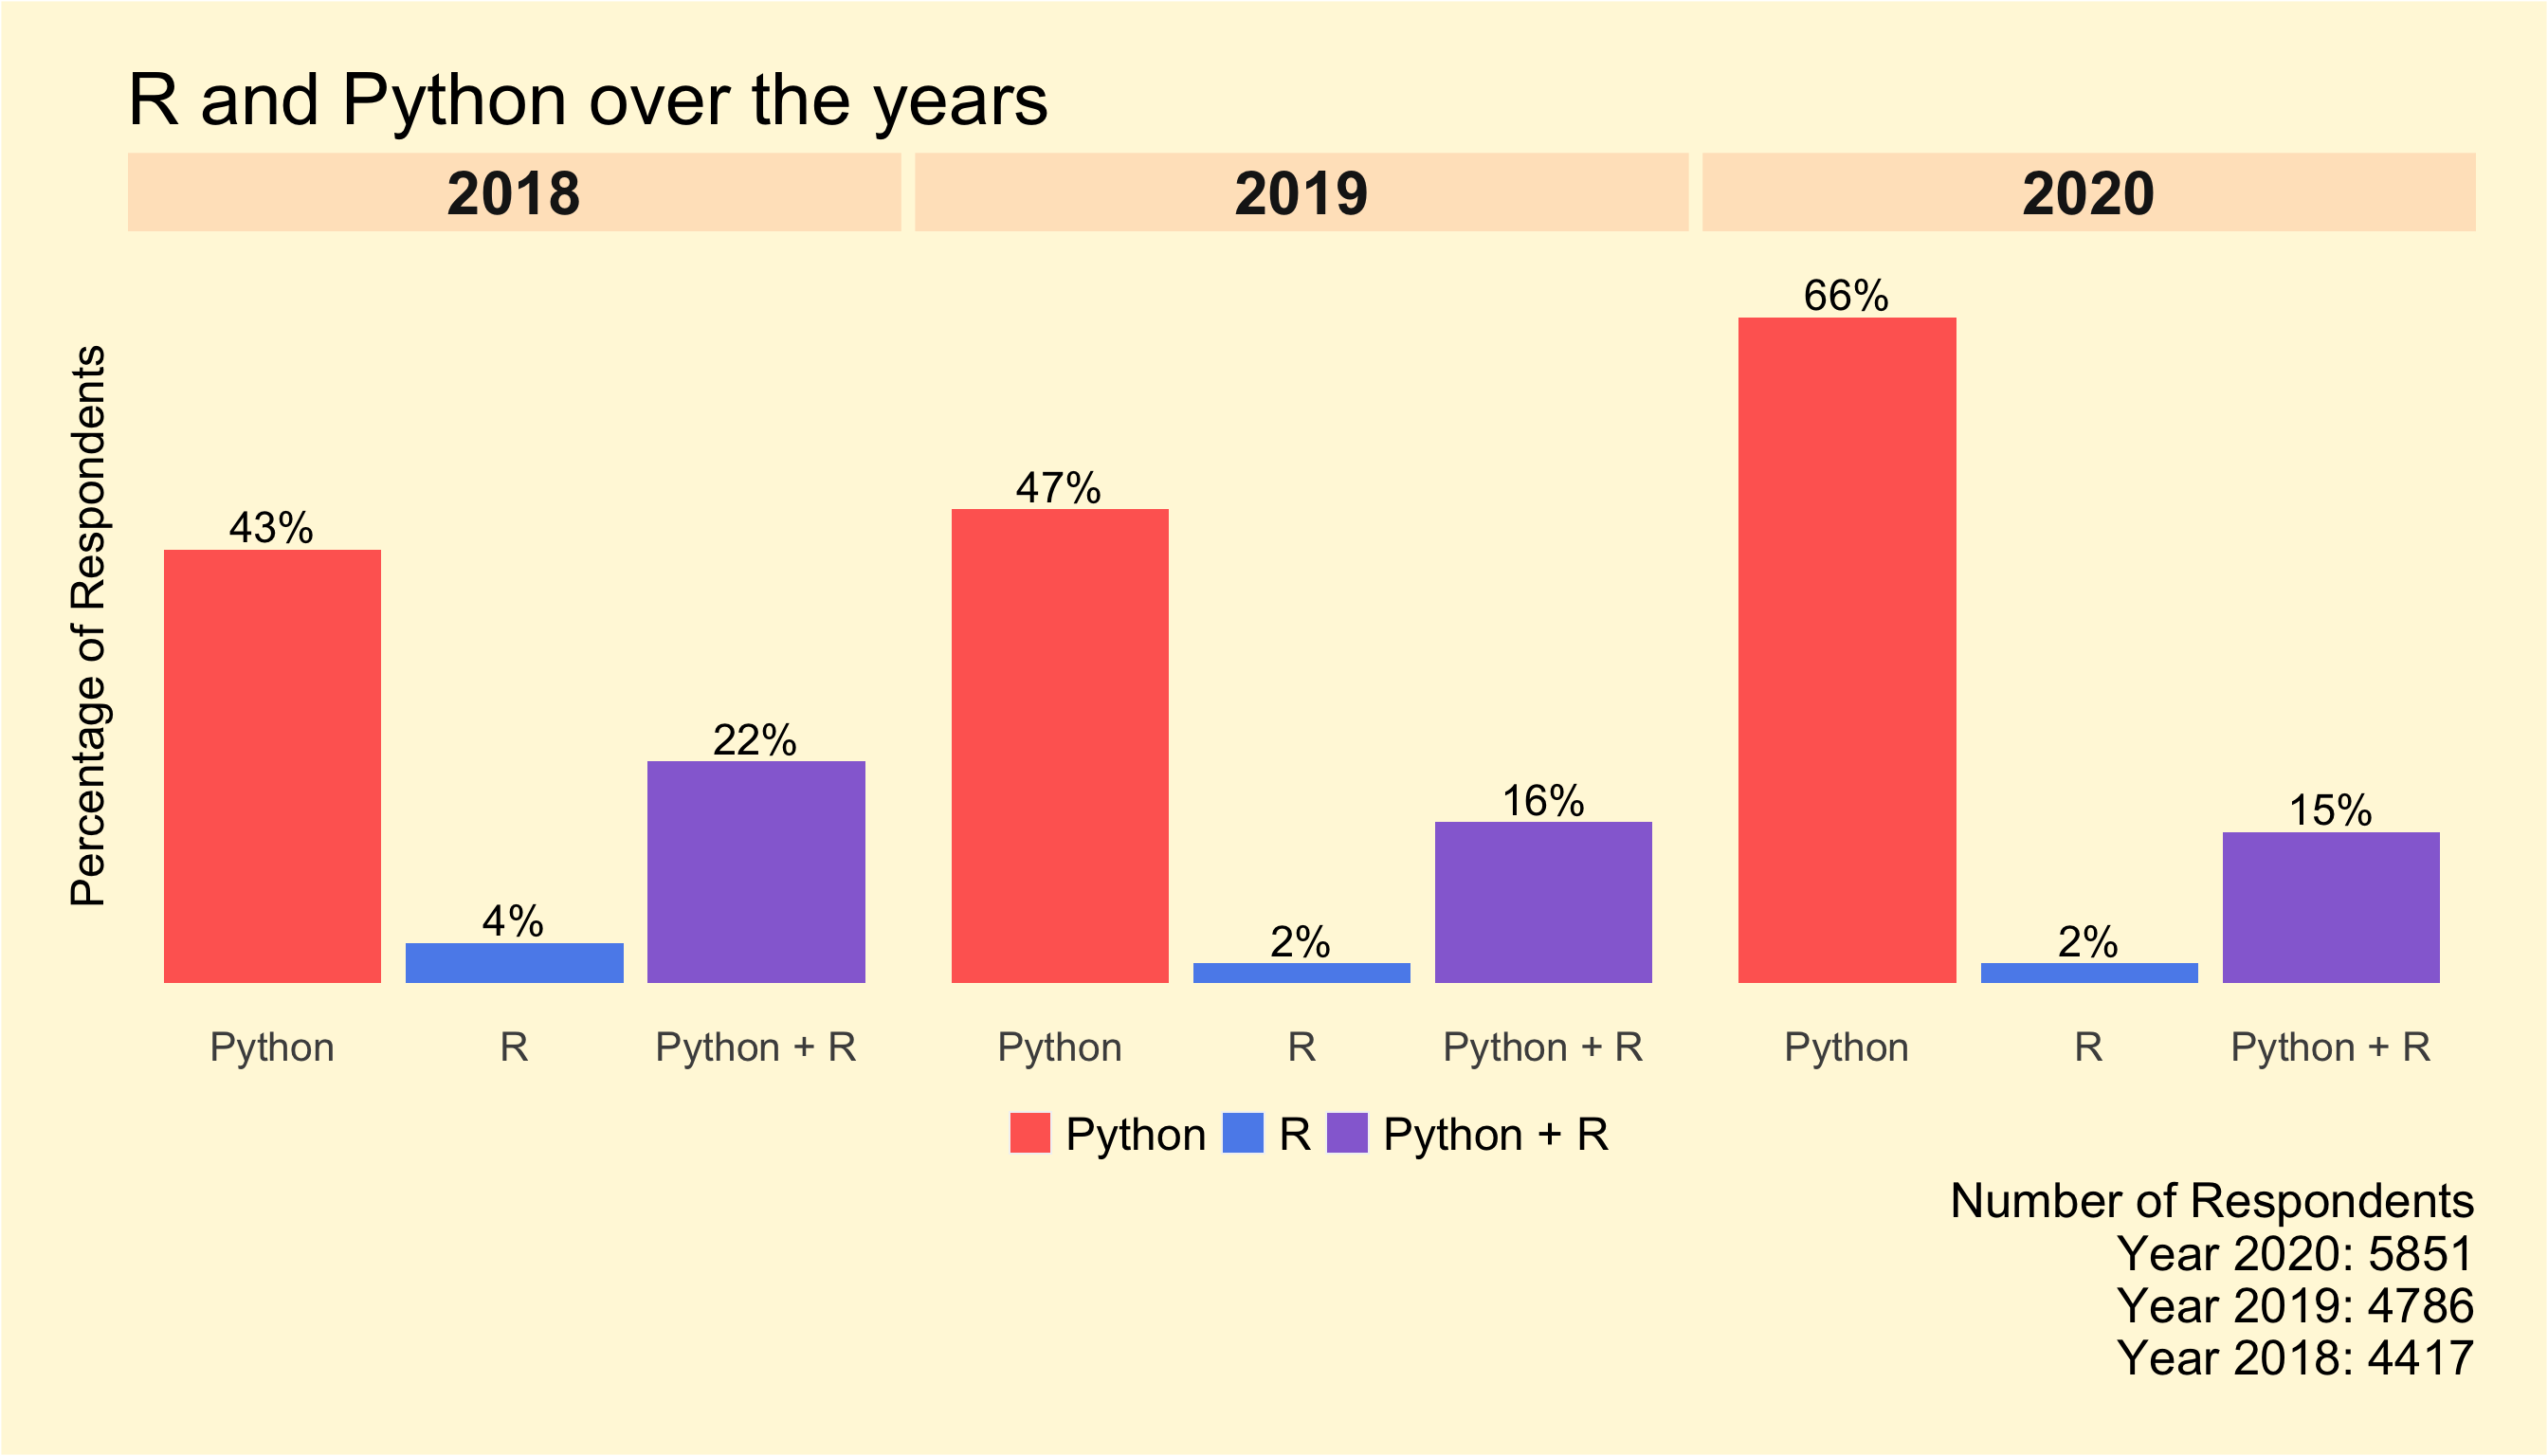 R and Python over the years
2018
2019
2020
Percentage of Respondents
43%
4%
22%
47%
2%
16%
66%
2%
15%
Python
R
Python + R
Python
R
Python + R
Python
R
Python + R
Python R Python + R
Number of Respondents
Year 2020: 5851
Year 2019: 4786
Year 2018: 4417